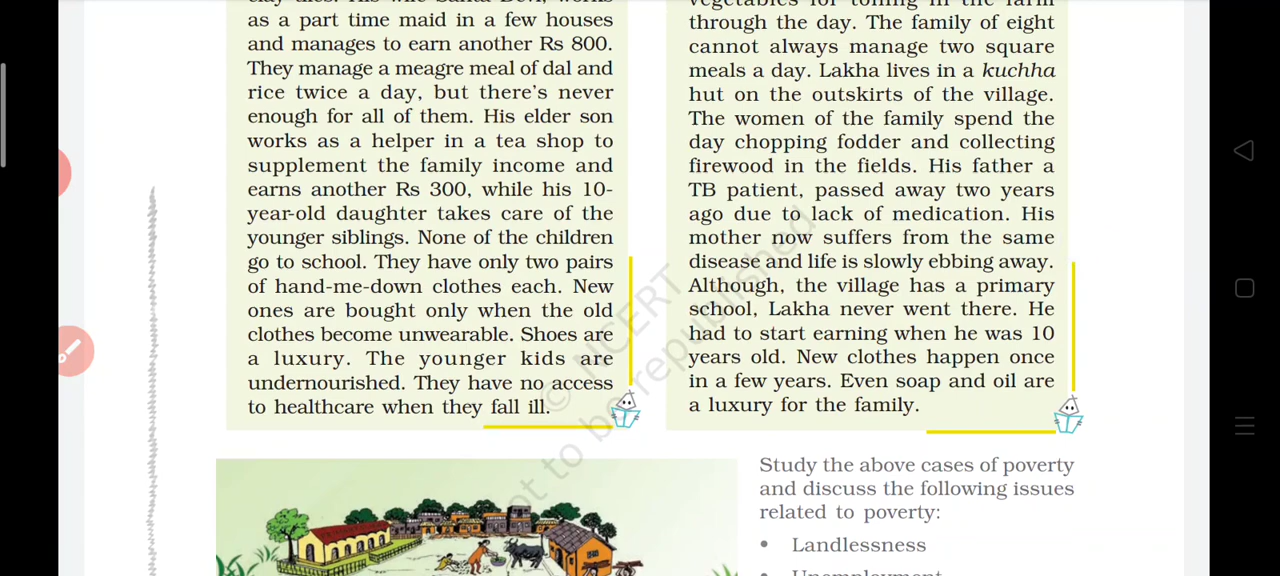 as a part time maid in a few houses
and manages to earn another Rs 800.
They manage a meagre meal of dal and
rice twice a day, but there's never
enough for all of them. His elder son
works as a helper in a tea shop to
supplement the family income and
earns another Rs 300, while his 10-
year-old daughter takes care of the
younger siblings. None of the children
go to school. They have only two pairs
of hand-me-down clothes each. New
ones are bought only when the old
clothes become unwearable. Shoes are
a luxury. The younger kids are
undernourished. They have no access
to healthcare when they fall ill.
through the day. The family of eight
cannot always manage two square
meals a day. Lakha lives in a kuchha
hut on the outskirts of the village.
The women of the family spend the
day chopping fodder and collecting
firewood in the fields. His father a
TB patient, passed away two years
ago due to lack of medication. His
mother now suffers from the same
disease and life is slowly ebbing away.
Although, the village has a primary
school, Lakha never went there. He
had to start earning when he was 10
years old. New clothes happen once
in a few years. Even soap and oil are
a luxury for the family.
Study the above cases of poverty
and discuss the following issues
related to poverty:
• Landlessness
© NCERT
not to be republished